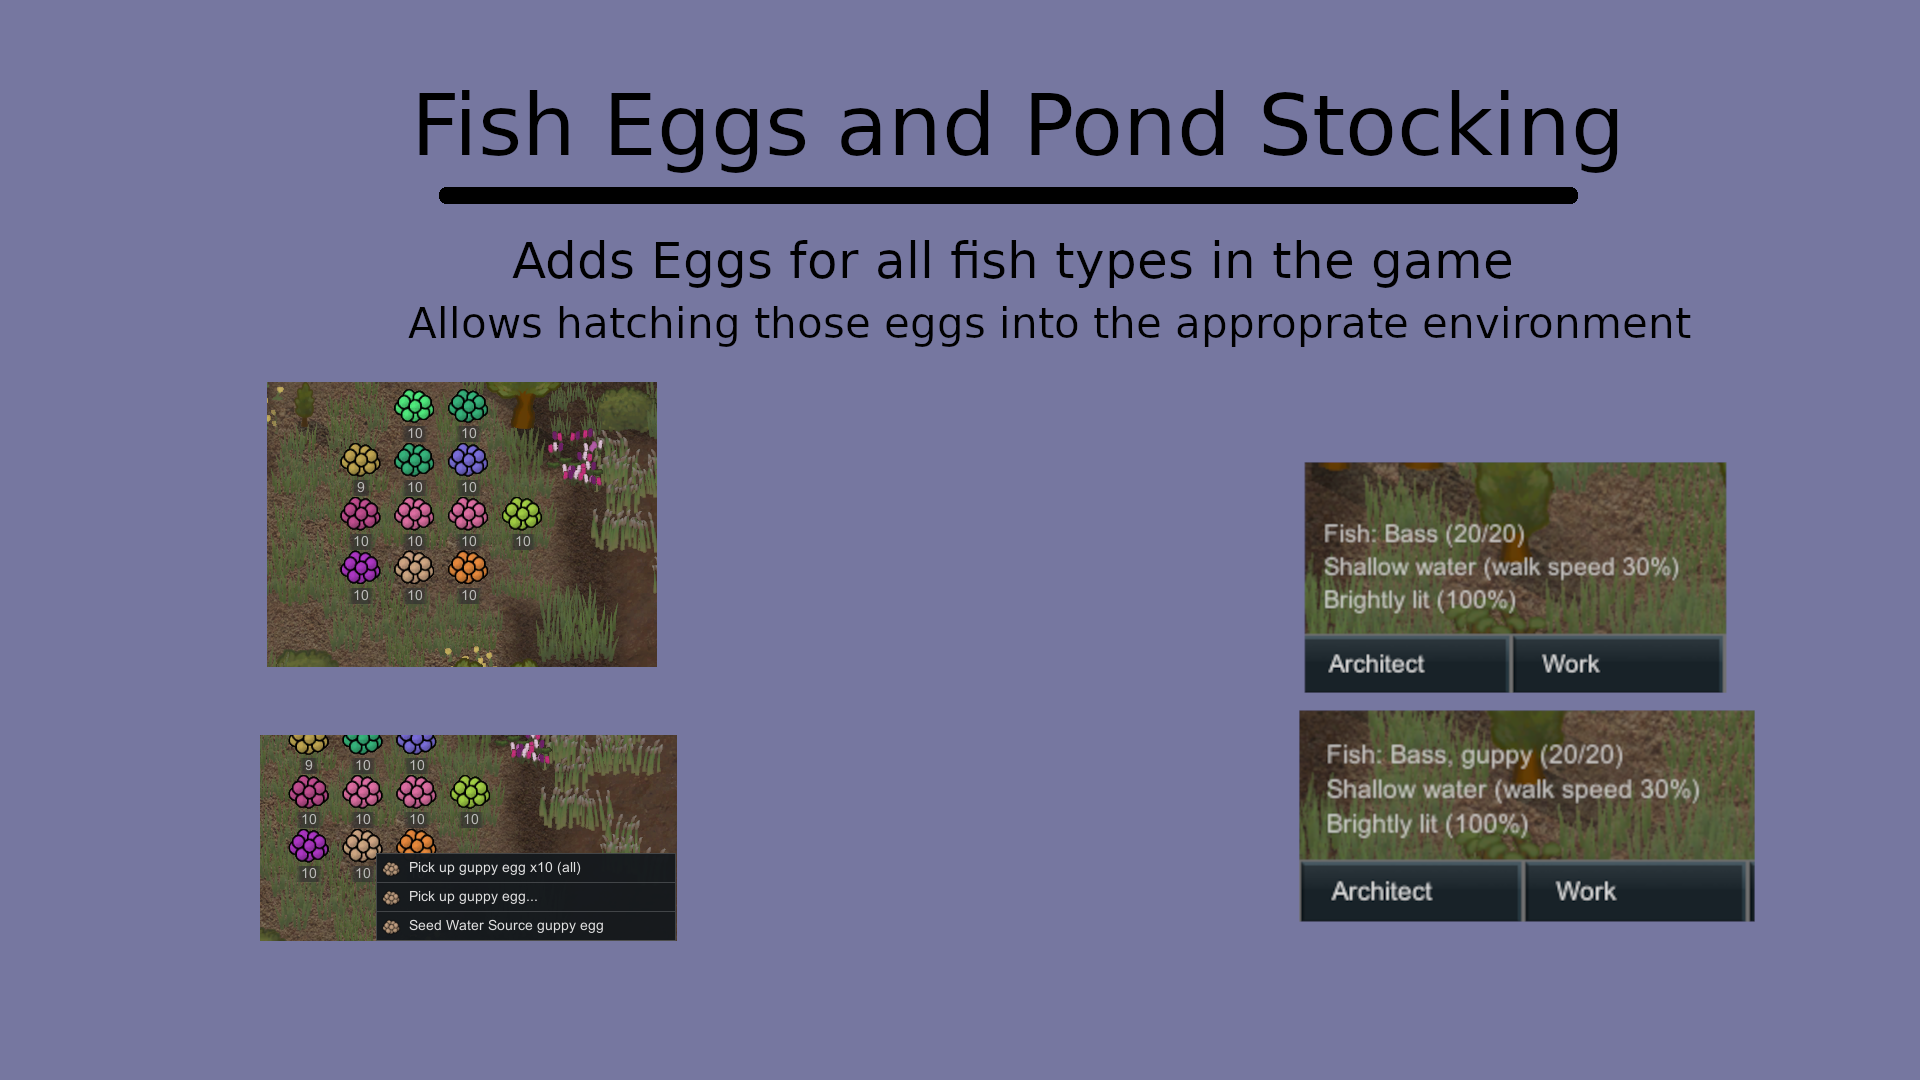 Fish Eggs and Pond Stocking
Adds Eggs for all fish types in the game
Allows hatching those eggs into the approprate environment
10 10
9 10 10
10 10 10 10
10 10 10
9 10 10
10 10 10 10
10 10
Pick up guppy egg x10 (all)
Pick up guppy egg...
Seed Water Source guppy egg
Fish: Bass (20/20)
Shallow water (walk speed 30%)
Brightly lit (100%)
Architect Work
Fish: Bass, guppy (20/20)
Shallow water (walk speed 30%)
Brightly lit (100%)
Architect Work